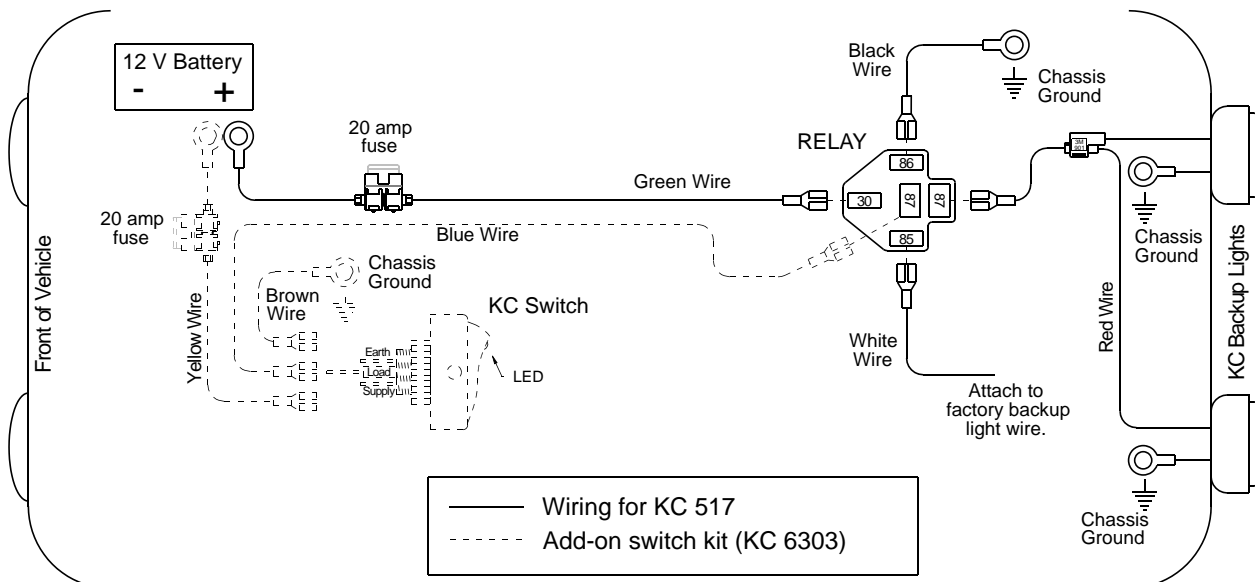 12 V Battery
- +
20 amp
fuse
Black
Wire
Chassis
Ground
RELAY
3M
901
86
30
87
87
85
Green Wire
20 amp
fuse
Blue Wire
Chassis
Ground
Brown
Wire
Yellow Wire
KC Switch
Earth
Load
Supply
LED
White
Wire
Attach to
factory backup
light wire.
Chassis
Ground
Red Wire
Chassis
Ground
Front of Vehicle
KC Backup Lights
Wiring for KC 517
Add-on switch kit (KC 6303)